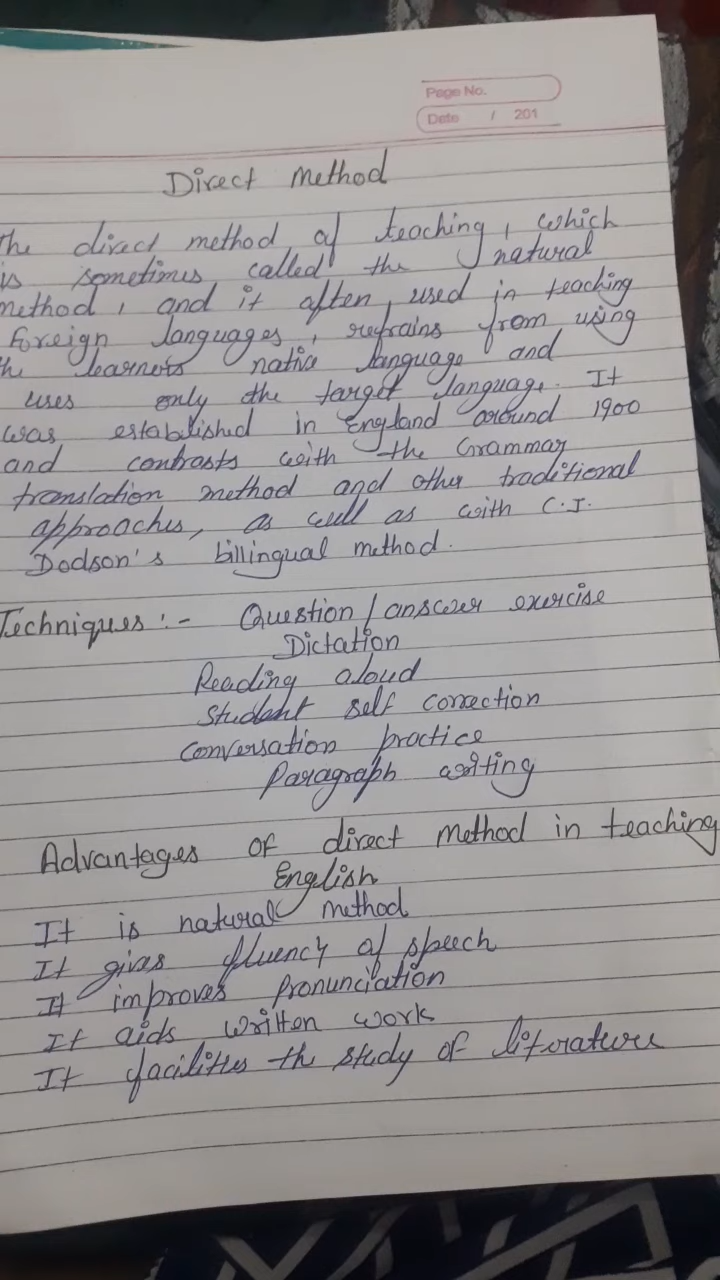 Page No.
Date / 201
Direct Method
The direct method of teaching, which
is sometimes called the natural
method, and it often used in teaching
foreign languages, refrains from using
th learners native language and
uses only the target language. It
was established in England around 1900
and contrasts with the Grammar
translation method and other traditional
approaches, as well as with C.J.
Dodson's billingual method.
Techniques :- Question/answer exercise
Dictation
Reading aloud
Student self correction
Conversation practice
Paragraph writing
Advantages of direct method in teaching
English
It is natural method
It gives fluency of speech
It improves pronunciation
It aids written work
It facilities the study of literature